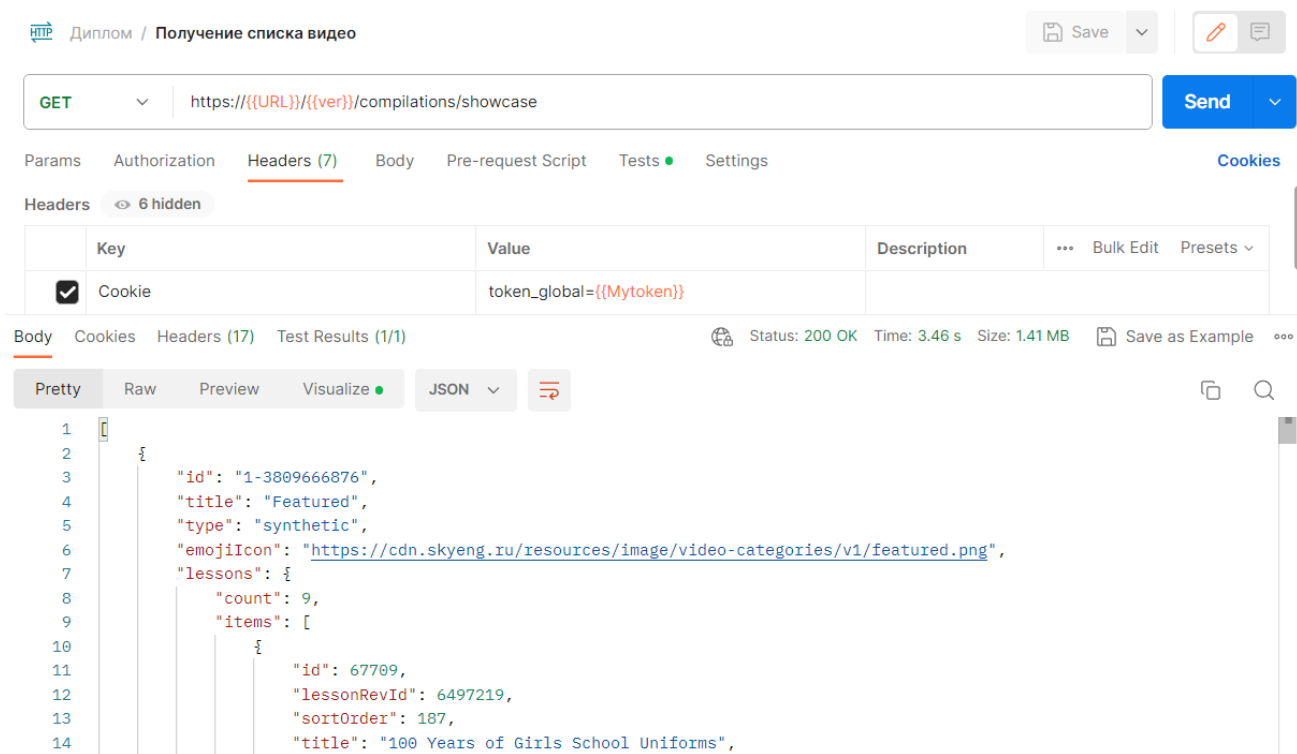 HTTP Диплом / Получение списка видео Save
GET https://{{URL}}/{{ver}}/compilations/showcase Send
Params Authorization Headers (7) Body Pre-request Script Tests Settings Cookies
Headers 6 hidden
Key Value Description Bulk Edit Presets
Cookie token_global={{Mytoken}}
Body Cookies Headers (17) Test Results (1/1) Status: 200 OK Time: 3.46 s Size: 1.41 MB Save as Example
Pretty Raw Preview Visualize JSON
1 [
2 {
3 "id": "1-3809666876",
4 "title": "Featured",
5 "type": "synthetic",
6 "emojiIcon": "https://cdn.skyeng.ru/resources/image/video-categories/v1/featured.png",
7 "lessons": {
8 "count": 9,
9 "items": [
10 {
11 "id": 67709,
12 "lessonRevId": 6497219,
13 "sortOrder": 187,
14 "title": "100 Years of Girls School Uniforms",